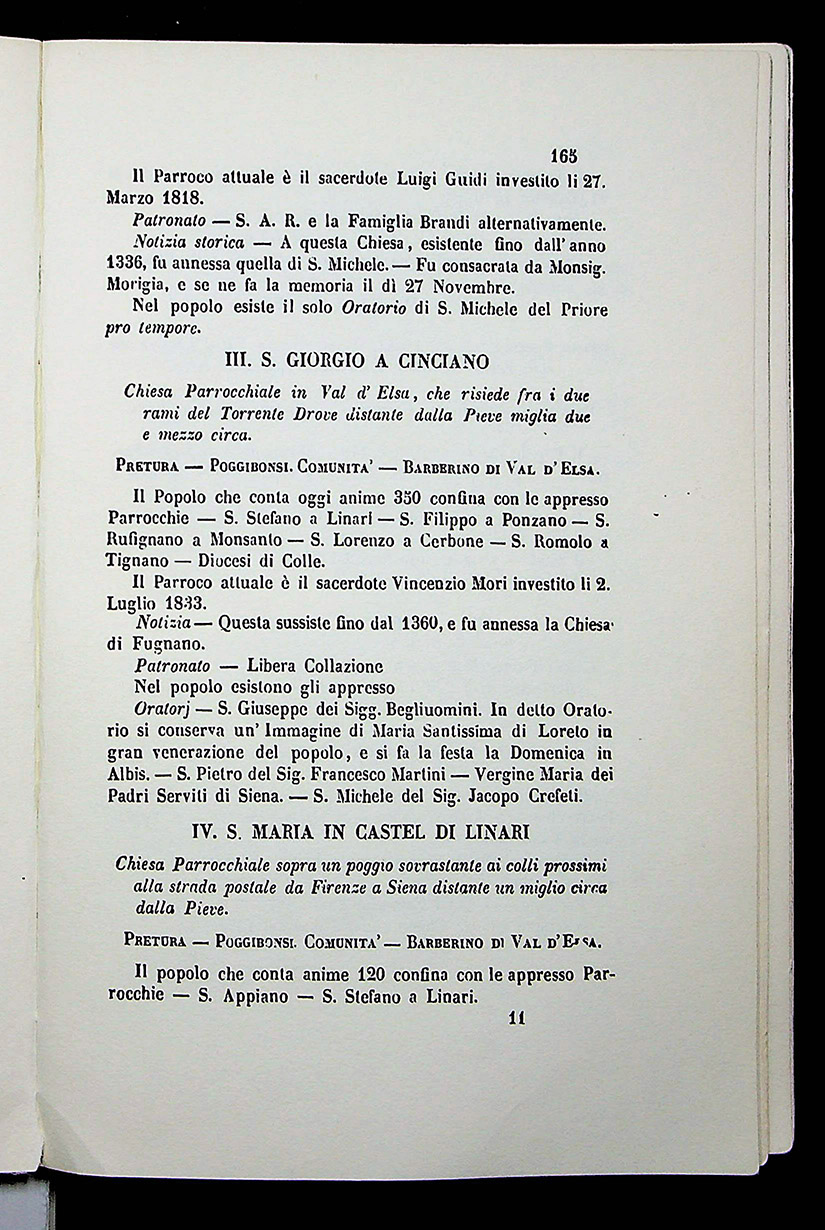 165
Il Parroco attuale è il sacerdote Luigi Guidi investito li 27.
Marzo 1818.
Patronato — S. A. R. e la Famiglia Brandi alternativamente.
Notizia storica — A questa Chiesa, esistente fino dall' anno
1336, fu annessa quella di S. Michele. — Fu consacrata da Monsig.
Morigia, e se ne fa la memoria il dì 27 Novembre.
Nel popolo esiste il solo Oratorio di S. Michele del Priore
pro tempore.
III. S. GIORGIO A CINCIANO
Chiesa Parrocchiale in Val d' Elsa, che risiede fra i due
rami del Torrente Drove distante dalla Pieve miglia due
e mezzo circa.
PRETURA — POGGIBONSI. COMUNITA' — BARBERINO DI VAL D' ELSA.
Il Popolo che conta oggi anime 350 confina con le appresso
Parrocchie — S. Stefano a Linari — S. Filippo a Ponzano — S.
Rufignano a Monsanto — S. Lorenzo a Cerbone — S. Romolo a
Tignano — Diocesi di Colle.
Il Parroco attuale è il sacerdote Vincenzio Mori investito li 2.
Luglio 1833.
Notizia — Questa sussiste fino dal 1360, e fu annessa la Chiesa
di Fugnano.
Patronato — Libera Collazione
Nel popolo esistono gli appresso
Oratorj — S. Giuseppe dei Sigg. Begliuomini. In detto Orato-
rio si conserva un' Immagine di Maria Santissima di Loreto in
gran venerazione del popolo, e si fa la festa la Domenica in
Albis. — S. Pietro del Sig. Francesco Martini — Vergine Maria dei
Padri Serviti di Siena. — S. Michele del Sig. Jacopo Crefeti.
IV. S. MARIA IN CASTEL DI LINARI
Chiesa Parrocchiale sopra un poggio sovrastante ai colli prossimi
alla strada postale da Firenze a Siena distante un miglio circa
dalla Pieve.
PRETURA — POGGIBONSI. COMUNITA' — BARBERINO DI VAL D'ELSA.
Il popolo che conta anime 120 confina con le appresso Par-
rocchie — S. Appiano — S. Stefano a Linari.
11